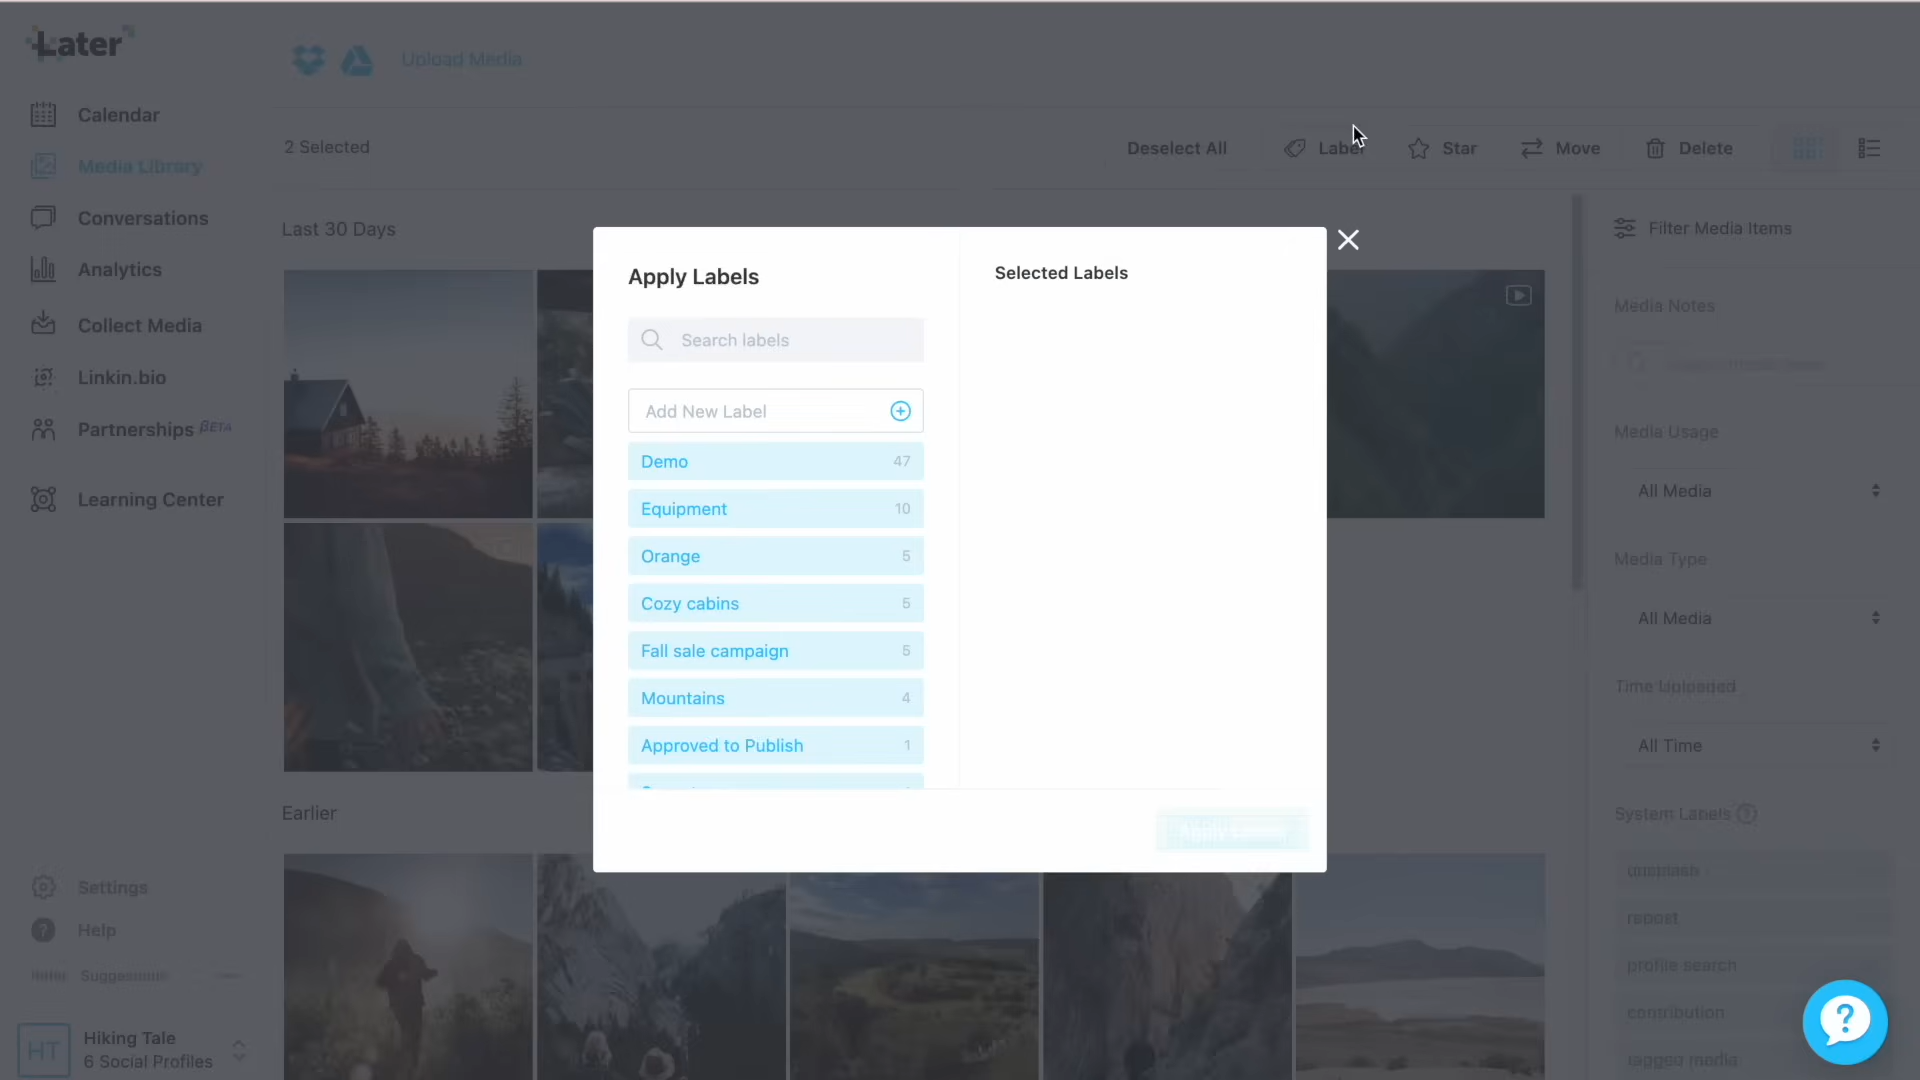 Later
Upload Media
Calendar
Media Library
Conversations
Analytics
Collect Media
Linkin.bio
Partnerships BETA
Learning Center
Settings
Help
HT
Hiking Tale
6 Social Profiles
2 Selected
Deselect All
Label
Star
Move
Delete
Last 30 Days
Earlier
Apply Labels
Search labels
Add New Label
Demo 47
Equipment 10
Orange 5
Cozy cabins 5
Fall sale campaign 5
Mountains 4
Approved to Publish 1
Selected Labels
Filter Media Items
Media Notes
Media Usage
All Media
Media Type
All Media
Time Uploaded
All Time
System Labels ?
unsplash
repost
profile search
contribution
tagged media